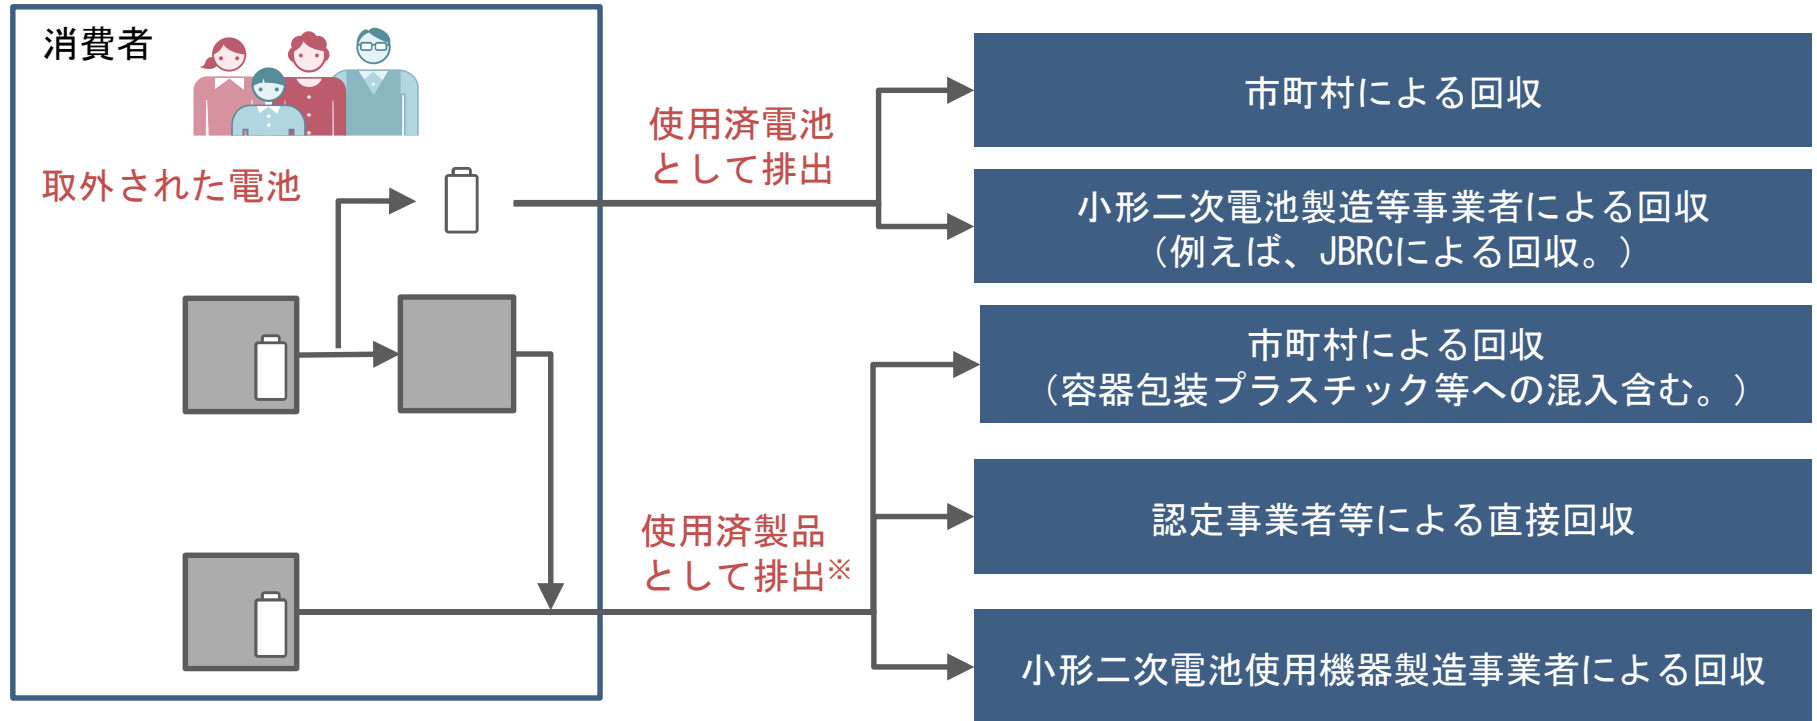 消費者
取外された電池
使用済電池
として排出
市町村による回収
小形二次電池製造等事業者による回収
（例えば、JBRCによる回収。）
使用済製品
として排出※
市町村による回収
（容器包装プラスチック等への混入含む。）
認定事業者等による直接回収
小形二次電池使用機器製造事業者による回収